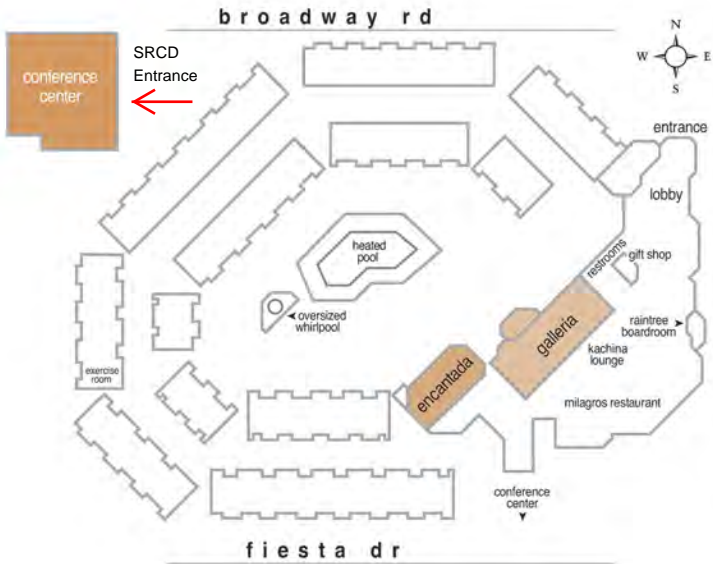 broadway rd
SRCD
Entrance
conference
center
N
W E
S
entrance
lobby
heated
pool
restrooms
gift shop
oversized
whirlpool
raintree
boardroom
galleria
kachina
lounge
exercise
room
encantada
milagros restaurant
conference
center
fiesta dr